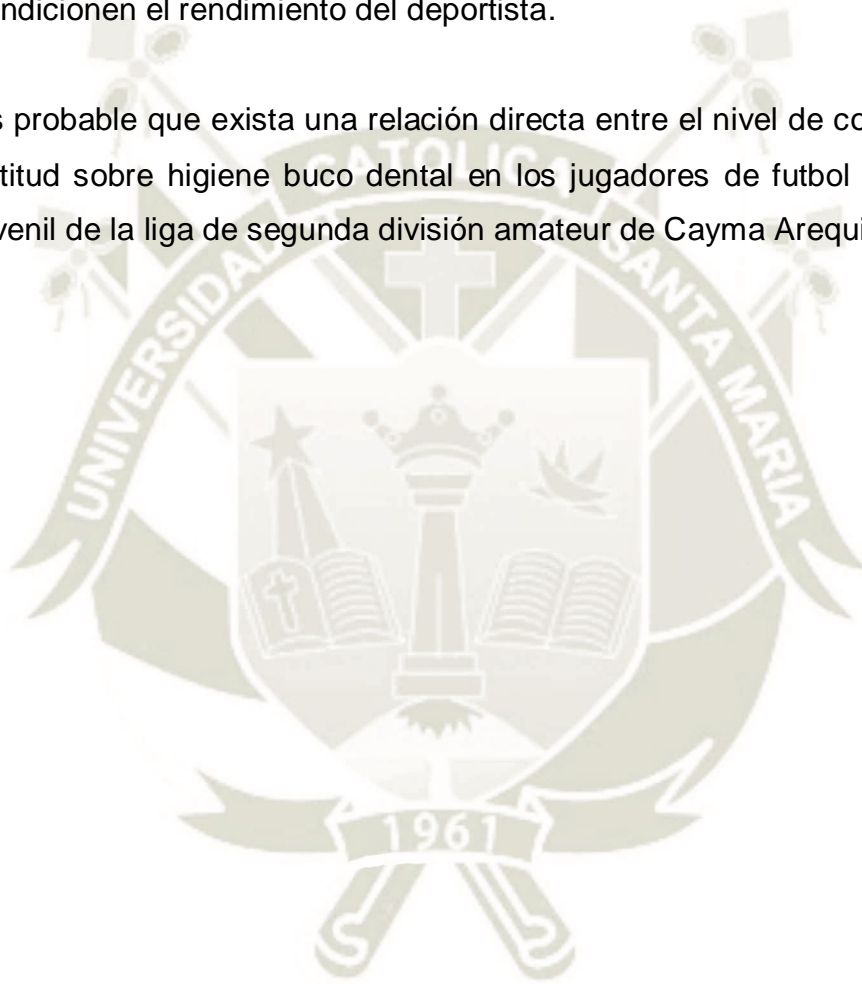 ndicionen el rendimiento del deportista.
s probable que exista una relación directa entre el nivel de co
titud sobre higiene buco dental en los jugadores de futbol
venil de la liga de segunda división amateur de Cayma Arequi
UNIVERSIDAD CATOLICA SANTA MARIA
1961